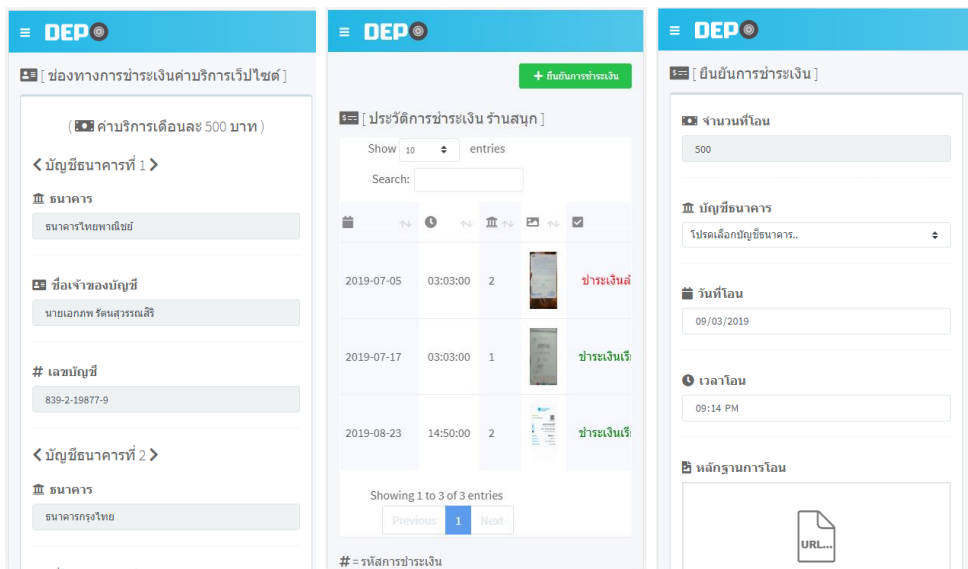 DEPO
[ ช่องทางการชำระเงินค่าบริการเว็บไซต์ ]
( ค่าบริการเดือนละ 500 บาท )
บัญชีธนาคารที่ 1
ธนาคาร
ธนาคารไทยพาณิชย์
ชื่อเจ้าของบัญชี
นายเอกภพ รัตนสุวรรณสิริ
# เลขบัญชี
839-2-19877-9
บัญชีธนาคารที่ 2
ธนาคาร
ธนาคารกรุงไทย
DEPO
+ ยืนยันการชำระเงิน
[ ประวัติการชำระเงิน ร้านสนุก ]
Show 10 entries
Search:
2019-07-05 03:03:00 2
2019-07-17 03:03:00 1
2019-08-23 14:50:00 2
Showing 1 to 3 of 3 entries
Previous 1 Next
# = รหัสการชำระเงิน
DEPO
[ ยืนยันการชำระเงิน ]
จำนวนที่โอน
500
บัญชีธนาคาร
โปรดเลือกบัญชีธนาคาร..
วันที่โอน
09/03/2019
เวลาโอน
09:14 PM
หลักฐานการโอน
URL...